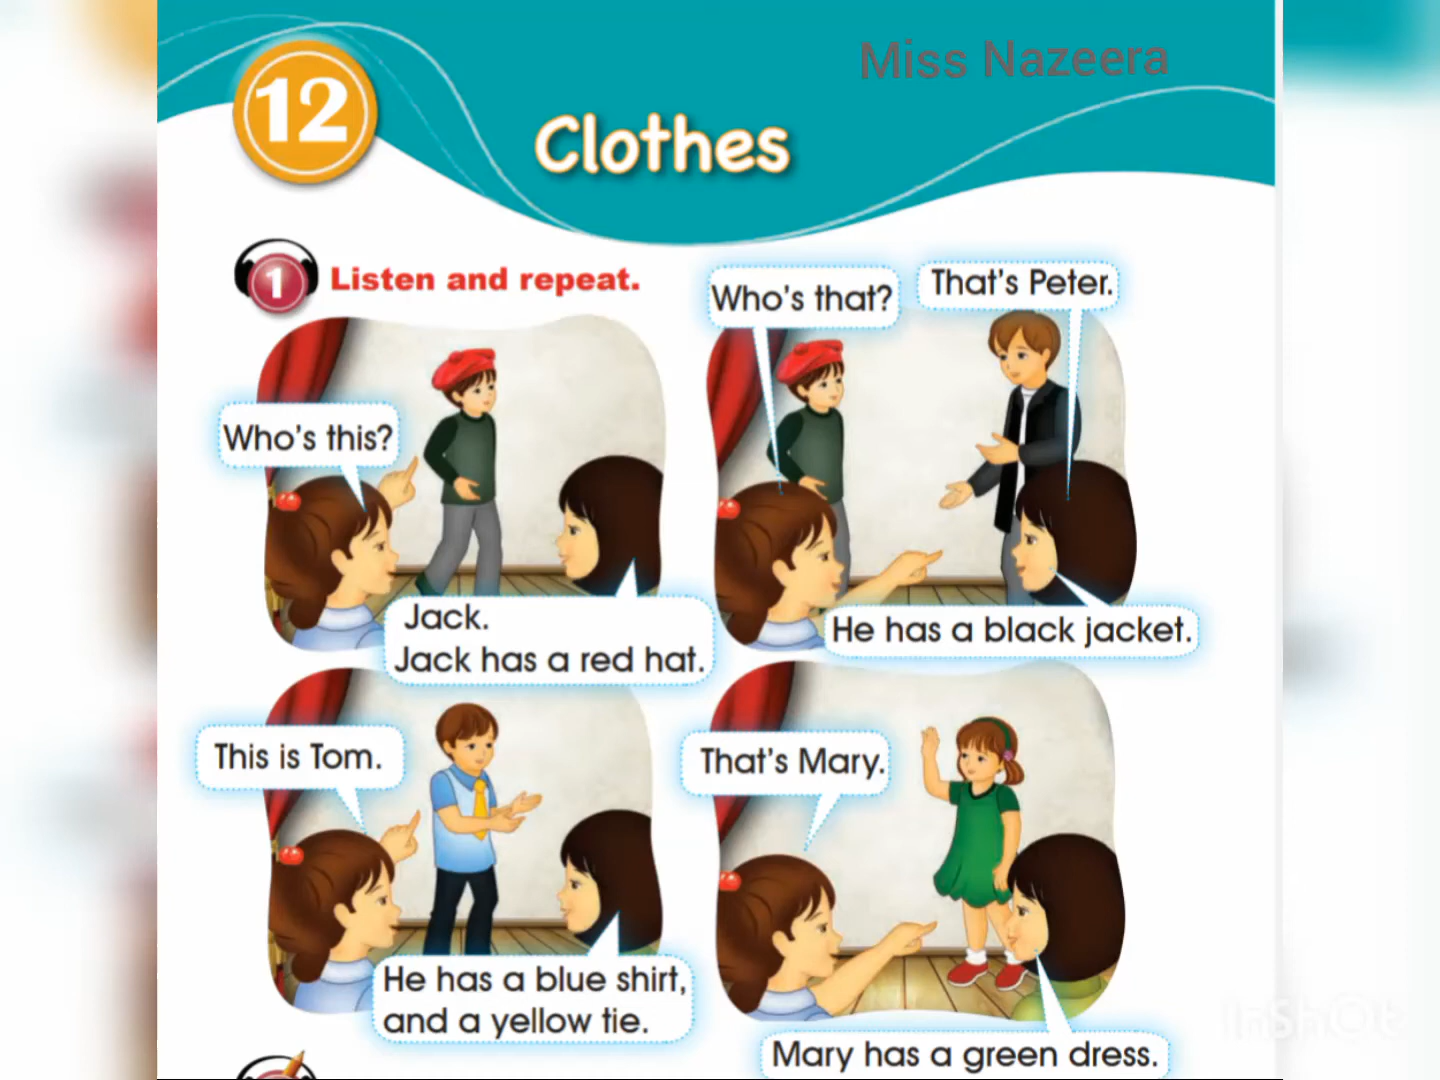 Miss Nazeera
12
Clothes
1 Listen and repeat.
Who's this?
Jack.
Jack has a red hat.
Who's that?
That's Peter.
He has a black jacket.
This is Tom.
He has a blue shirt,
and a yellow tie.
That's Mary.
Mary has a green dress.
InShOt